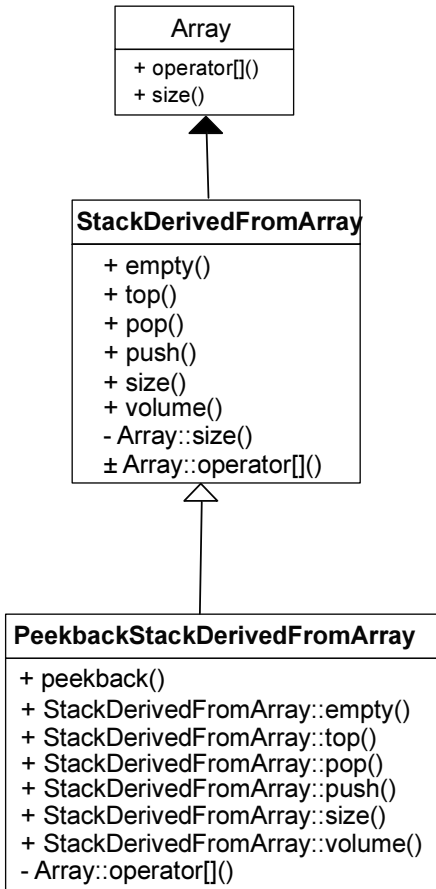 Array
+ operator[]()
+ size()
StackDerivedFromArray
+ empty()
+ top()
+ pop()
+ push()
+ size()
+ volume()
- Array::size()
± Array::operator[]()
PeekbackStackDerivedFromArray
+ peekback()
+ StackDerivedFromArray::empty()
+ StackDerivedFromArray::top()
+ StackDerivedFromArray::pop()
+ StackDerivedFromArray::push()
+ StackDerivedFromArray::size()
+ StackDerivedFromArray::volume()
- Array::operator[]()